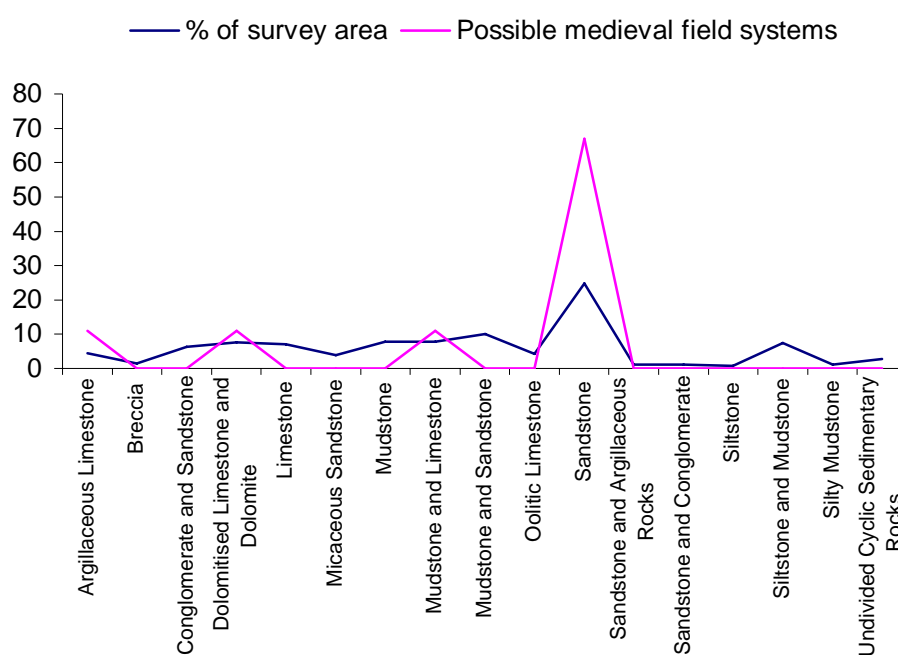 % of survey area
Possible medieval field systems
80
70
60
50
40
30
20
10
0
Argillaceous Limestone
Breccia
Conglomerate and Sandstone
Dolomitised Limestone and
Dolomite
Limestone
Micaceous Sandstone
Mudstone
Mudstone and Limestone
Mudstone and Sandstone
Oolitic Limestone
Sandstone
Sandstone and Argillaceous
Rocks
Sandstone and Conglomerate
Siltstone
Siltstone and Mudstone
Silty Mudstone
Undivided Cyclic Sedimentary
Rocks